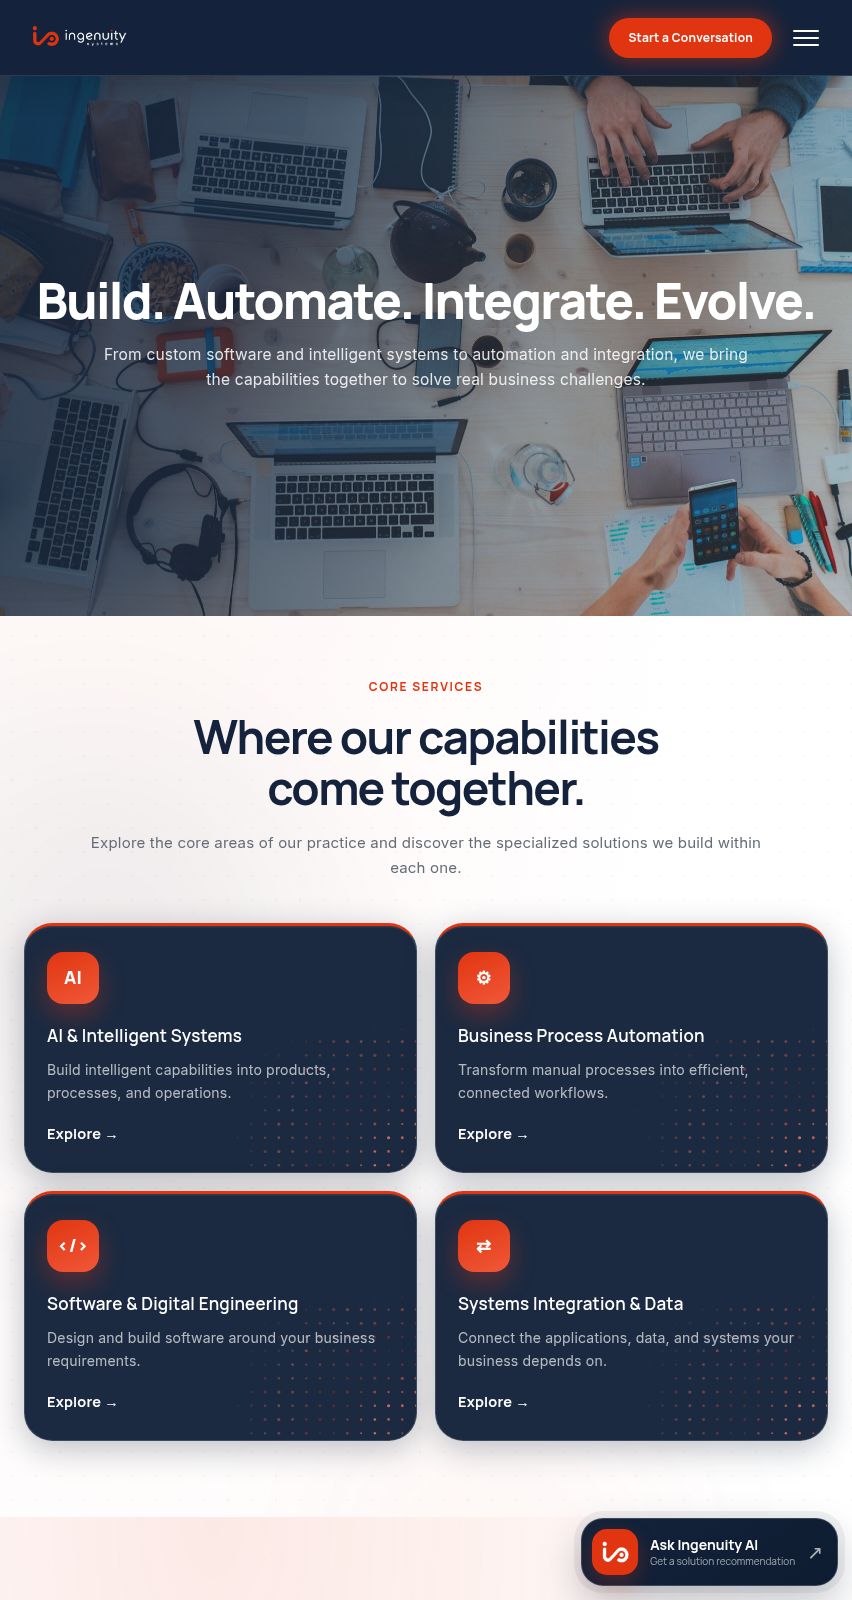 ingenuity
systems
Start a Conversation
Build. Automate. Integrate. Evolve.
From custom software and intelligent systems to automation and integration, we bring
the capabilities together to solve real business challenges.
CORE SERVICES
Where our capabilities
come together.
Explore the core areas of our practice and discover the specialized solutions we build within
each one.
AI
AI & Intelligent Systems
Build intelligent capabilities into products,
processes, and operations.
Explore →
⚙
Business Process Automation
Transform manual processes into efficient,
connected workflows.
Explore →
</>
Software & Digital Engineering
Design and build software around your business
requirements.
Explore →
⇄
Systems Integration & Data
Connect the applications, data, and systems your
business depends on.
Explore →
Ask Ingenuity AI
Get a solution recommendation
↗